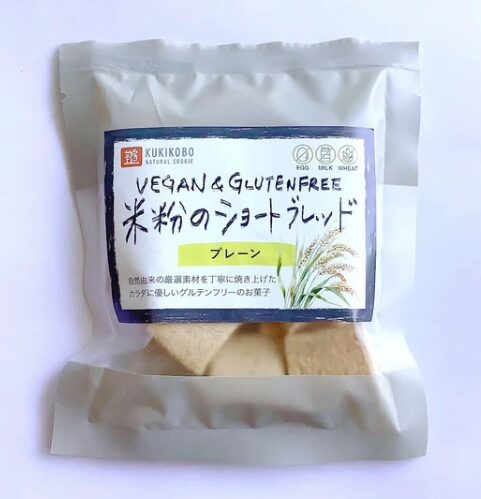 KUKIKOBO
NATURAL COOKIE
EGG MILK WHEAT
VEGAN & GLUTENFREE
米粉のショートブレッド
プレーン
自然由来の厳選素材を丁寧に焼き上げた
カラダに優しいグルテンフリーのお菓子